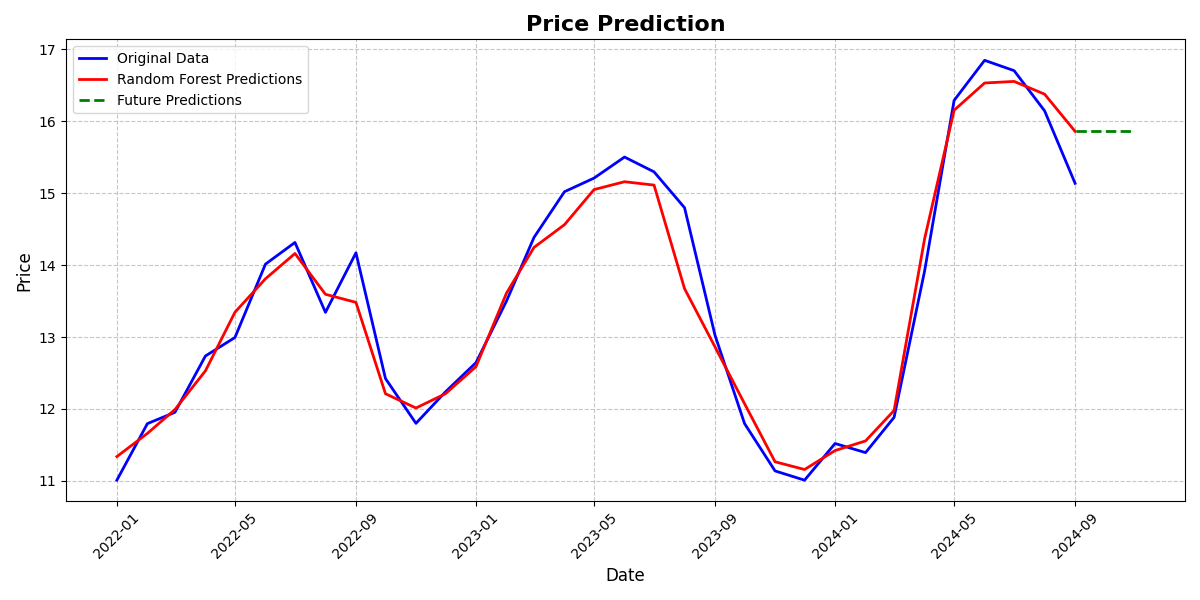 Price Prediction
Original Data
Random Forest Predictions
Future Predictions
Price
17
16
15
14
13
12
11
2022-01
2022-05
2022-09
2023-01
2023-05
2023-09
2024-01
2024-05
2024-09
Date